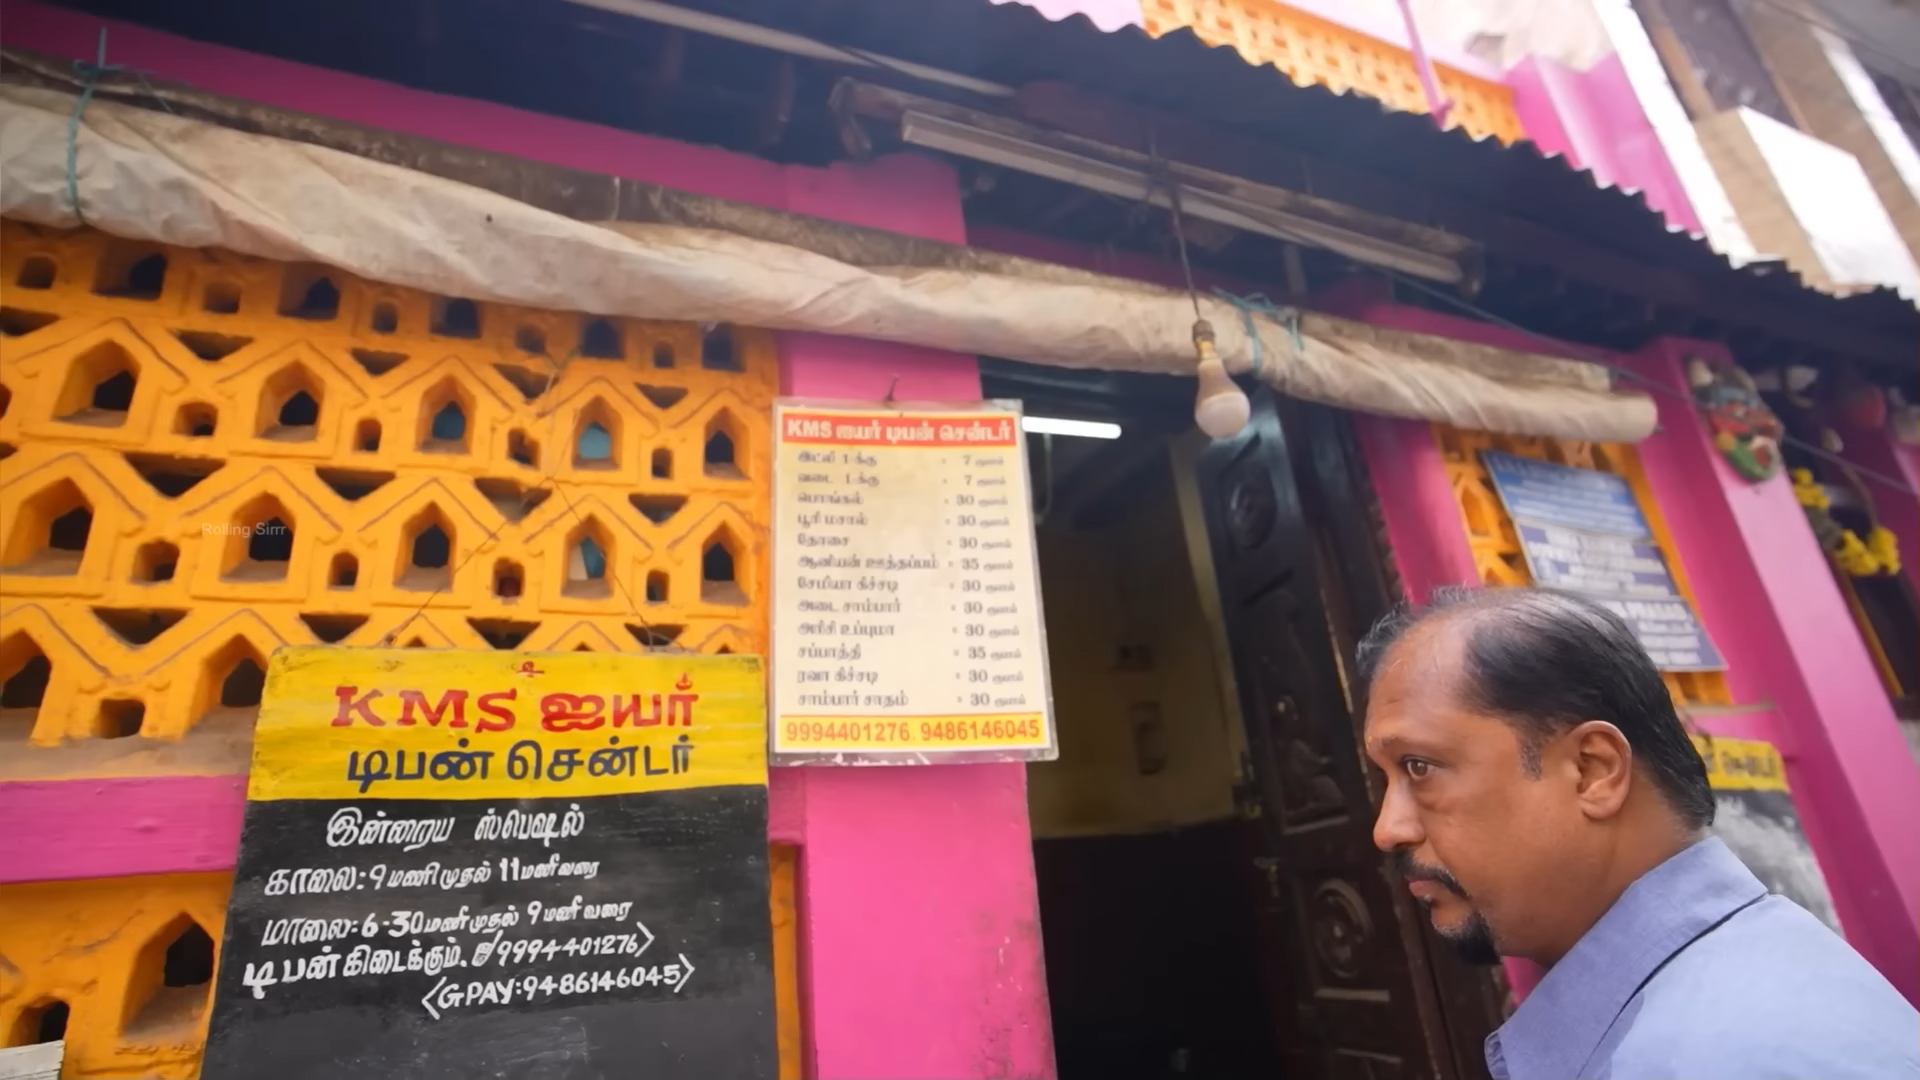 KMS ஐயர் டிபன் சென்டர்
இட்லி 1 க்கு - 7 ரூபாய்
வடை 1 க்கு - 7 ரூபாய்
பொங்கல் - 30 ரூபாய்
பூரி மசால் - 30 ரூபாய்
தோசை - 30 ரூபாய்
ஆனியன் ஊத்தப்பம் - 35 ரூபாய்
சேமியா கிச்சடி - 30 ரூபாய்
அடை சாம்பார் - 30 ரூபாய்
அரிசி உப்புமா - 30 ரூபாய்
சப்பாத்தி - 35 ரூபாய்
ரவா கிச்சடி - 30 ரூபாய்
சாம்பார் சாதம் - 30 ரூபாய்
9994401276. 9486146045
Rolling Sirrr
உ
KMS ஐயர்
டிபன் சென்டர்
இன்றைய ஸ்பெஷல்
காலை: 9 மணி முதல் 11 மணிவரை
மாலை: 6-30 மணி முதல் 9 மணி வரை
டிபன் கிடைக்கும். 9994401276>
<GPAY:9486146045>